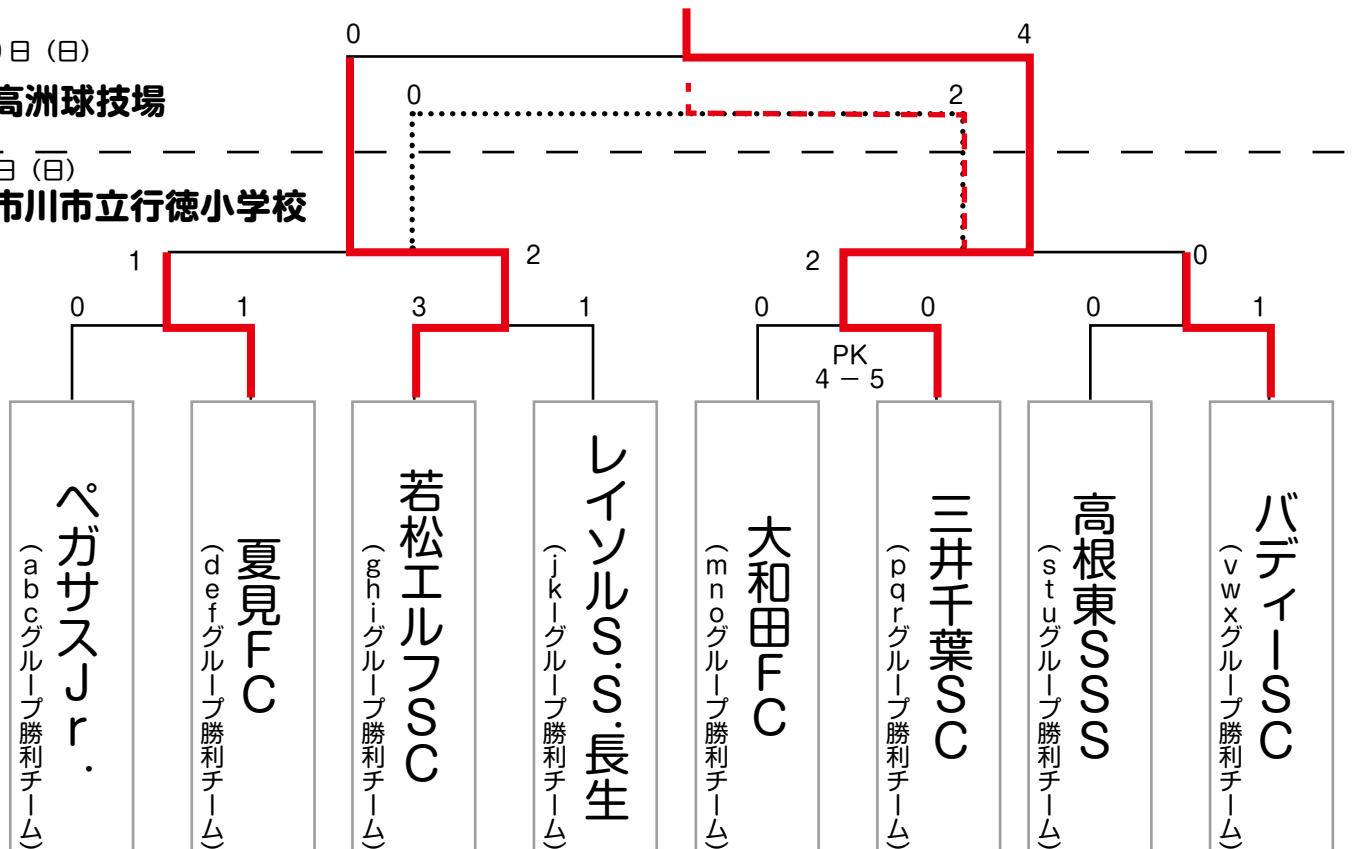 0
4
日（日）
高洲球技場
0
2
日（日）
市川市立行徳小学校
1
2
2
0
0
1
3
1
0
0
0
1
PK
4 − 5
ペガサスJr.
(abcグループ勝利チーム)
夏見FC
(defグループ勝利チーム)
若松エルフSC
(ghiグループ勝利チーム)
レイソルS.S.長生
(jklグループ勝利チーム)
大和田FC
(mnoグループ勝利チーム)
三井千葉SC
(pqrグループ勝利チーム)
高根東SSS
(stuグループ勝利チーム)
バディーSC
(vwxグループ勝利チーム)